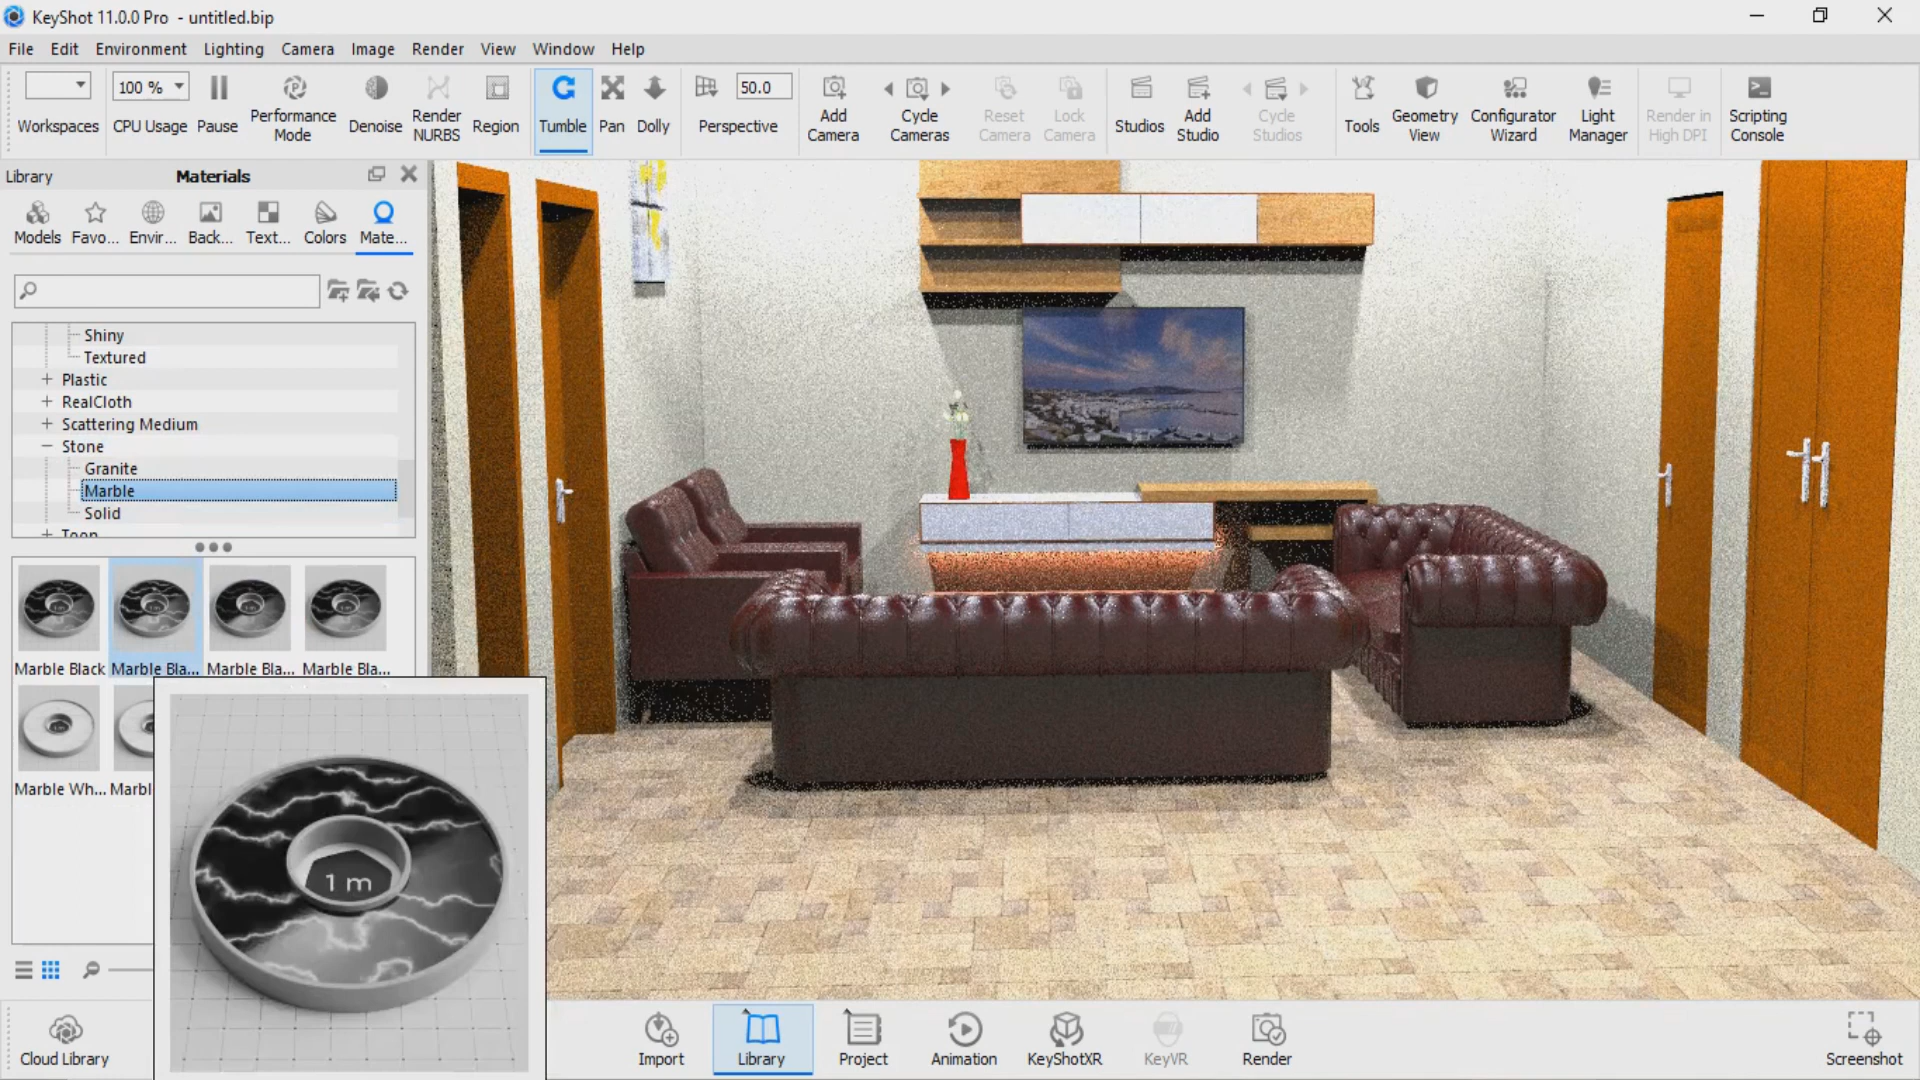 KeyShot 11.0.0 Pro - untitled.bip
File Edit Environment Lighting Camera Image Render View Window Help
Workspaces
100 %
CPU Usage
Pause
Performance
Mode
Denoise
Render
NURBS
Region
Tumble
Pan
Dolly
50.0
Perspective
Add
Camera
Cycle
Cameras
Reset
Camera
Lock
Camera
Studios
Add
Studio
Cycle
Studios
Tools
Geometry
View
Configurator
Wizard
Light
Manager
Render in
High DPI
Scripting
Console
Library
Materials
Models Favo... Envir... Back... Text... Colors Mate...
Shiny
Textured
Plastic
RealCloth
Scattering Medium
Stone
Granite
Marble
Solid
Toon
Marble Black Marble Bla... Marble Bla... Marble Bla...
Marble Wh... Marbl
1 m
Cloud Library
Import
Library
Project
Animation
KeyShotXR
KeyVR
Render
Screenshot